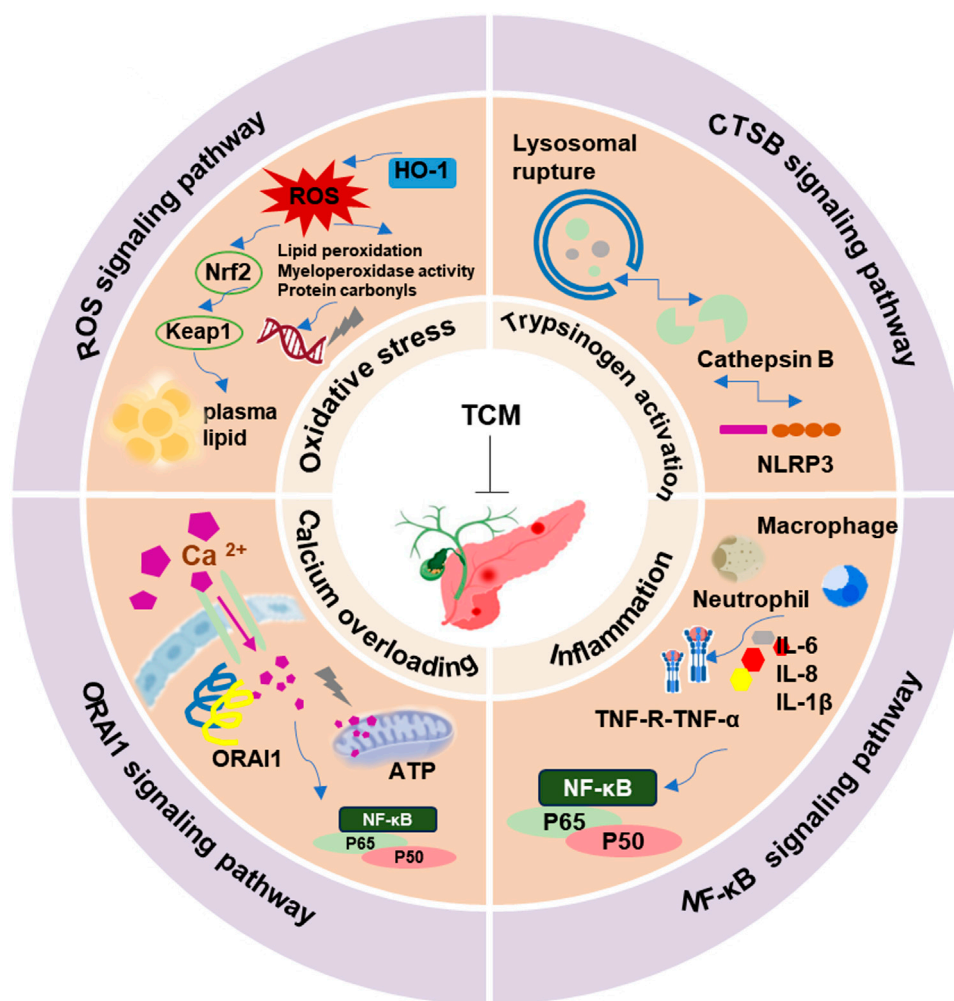 ROS signaling pathway
HO-1
ROS
Nrf2
Lipid peroxidation
Myeloperoxidase activity
Protein carbonyls
Keap1
plasma
lipid
Oxidative stress
CTSB signaling pathway
Lysosomal
rupture
Cathepsin B
NLRP3
Trypsinogen activation
TCM
Calcium overloading
Ca 2+
ORAI1
ATP
NF-κB
P65
P50
ORAI1 signaling pathway
Inflammation
Macrophage
Neutrophil
IL-6
IL-8
IL-1β
TNF-R-TNF-α
NF-κB
P65
P50
NF-κB signaling pathway